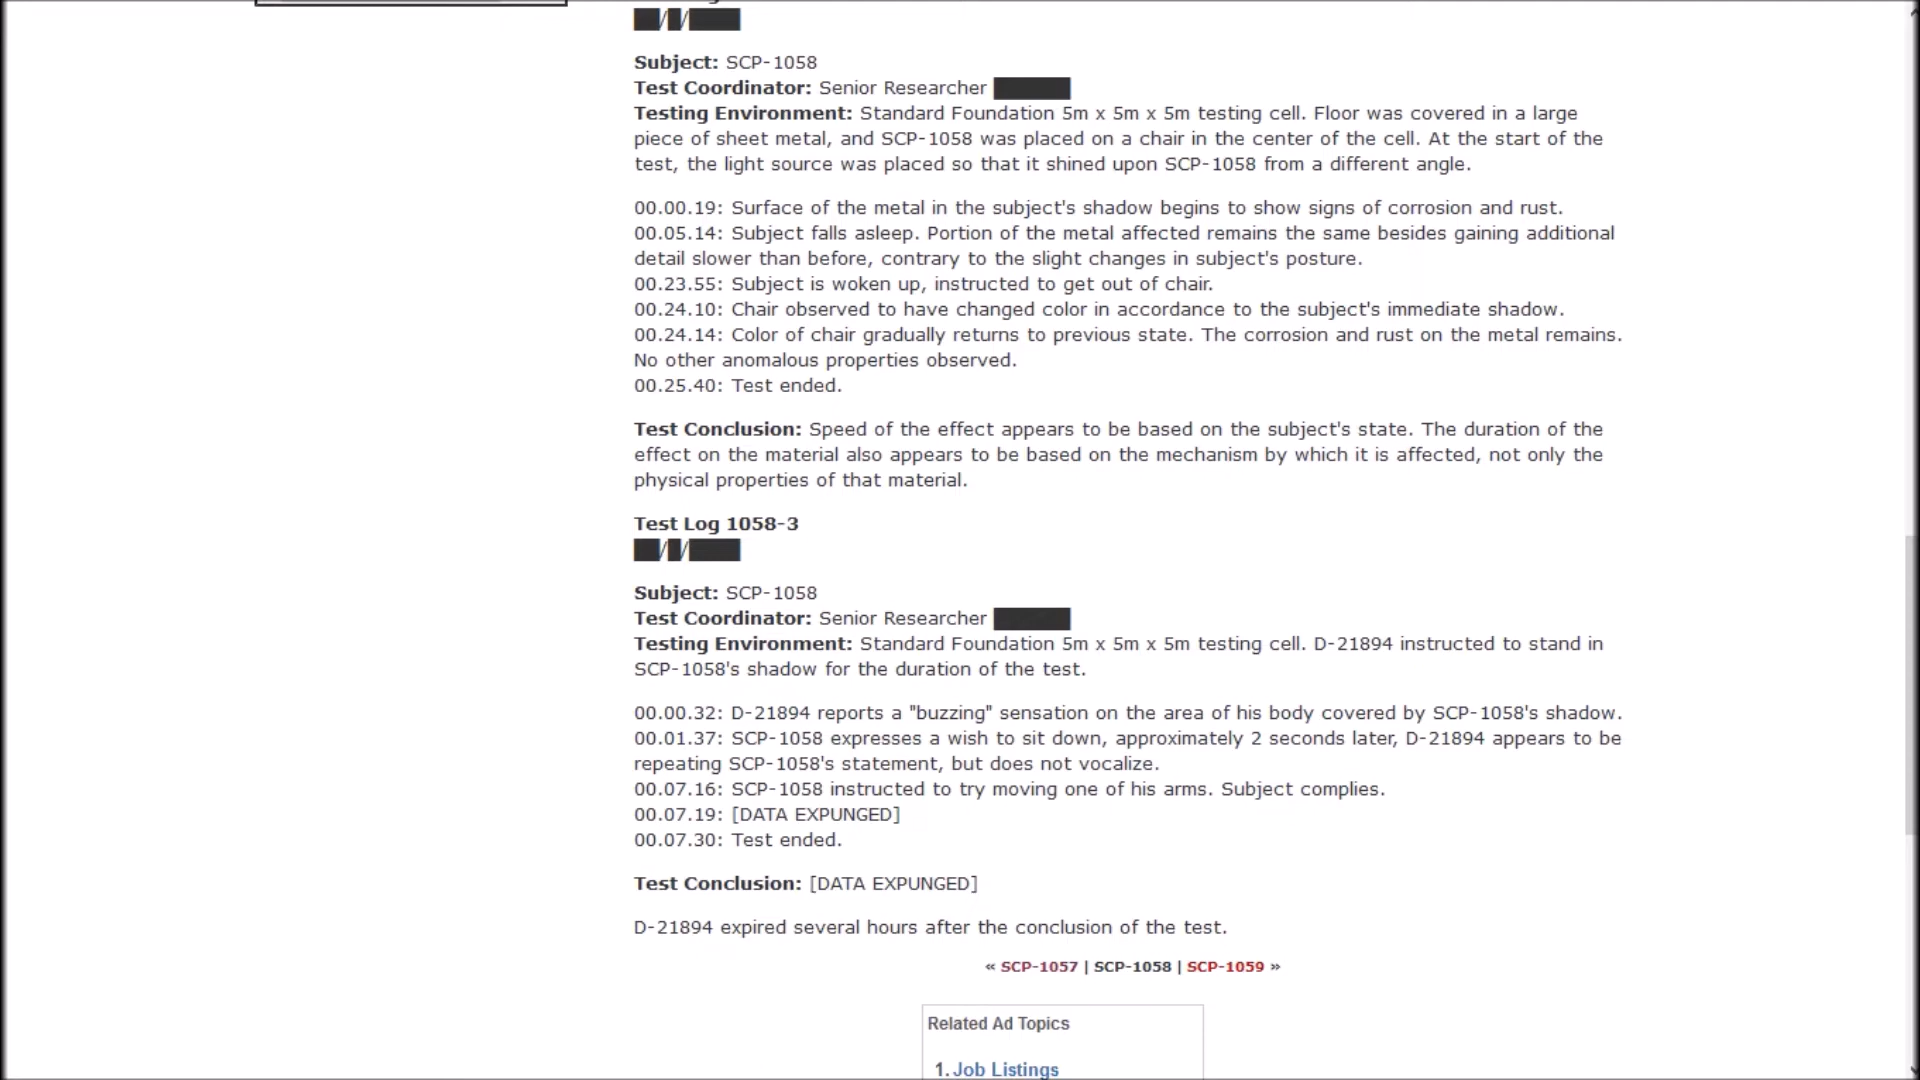 ██/█/████
Subject: SCP-1058
Test Coordinator: Senior Researcher ██████
Testing Environment: Standard Foundation 5m x 5m x 5m testing cell. Floor was covered in a large
piece of sheet metal, and SCP-1058 was placed on a chair in the center of the cell. At the start of the
test, the light source was placed so that it shined upon SCP-1058 from a different angle.
00.00.19: Surface of the metal in the subject's shadow begins to show signs of corrosion and rust.
00.05.14: Subject falls asleep. Portion of the metal affected remains the same besides gaining additional
detail slower than before, contrary to the slight changes in subject's posture.
00.23.55: Subject is woken up, instructed to get out of chair.
00.24.10: Chair observed to have changed color in accordance to the subject's immediate shadow.
00.24.14: Color of chair gradually returns to previous state. The corrosion and rust on the metal remains.
No other anomalous properties observed.
00.25.40: Test ended.
Test Conclusion: Speed of the effect appears to be based on the subject's state. The duration of the
effect on the material also appears to be based on the mechanism by which it is affected, not only the
physical properties of that material.
Test Log 1058-3
██/█/████
Subject: SCP-1058
Test Coordinator: Senior Researcher ██████
Testing Environment: Standard Foundation 5m x 5m x 5m testing cell. D-21894 instructed to stand in
SCP-1058's shadow for the duration of the test.
00.00.32: D-21894 reports a "buzzing" sensation on the area of his body covered by SCP-1058's shadow.
00.01.37: SCP-1058 expresses a wish to sit down, approximately 2 seconds later, D-21894 appears to be
repeating SCP-1058's statement, but does not vocalize.
00.07.16: SCP-1058 instructed to try moving one of his arms. Subject complies.
00.07.19: [DATA EXPUNGED]
00.07.30: Test ended.
Test Conclusion: [DATA EXPUNGED]
D-21894 expired several hours after the conclusion of the test.
« SCP-1057 | SCP-1058 | SCP-1059 »
Related Ad Topics
1. Job Listings